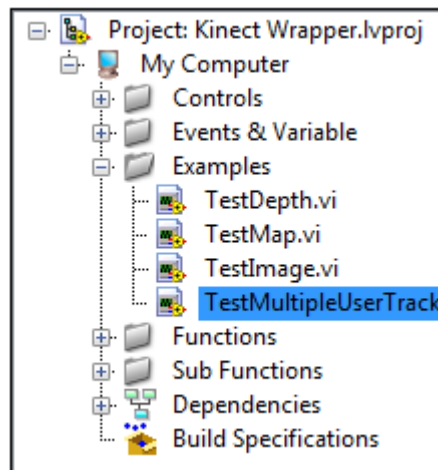 Project: Kinect Wrapper.lvproj
My Computer
Controls
Events & Variable
Examples
TestDepth.vi
TestMap.vi
TestImage.vi
TestMultipleUserTrack
Functions
Sub Functions
Dependencies
Build Specifications